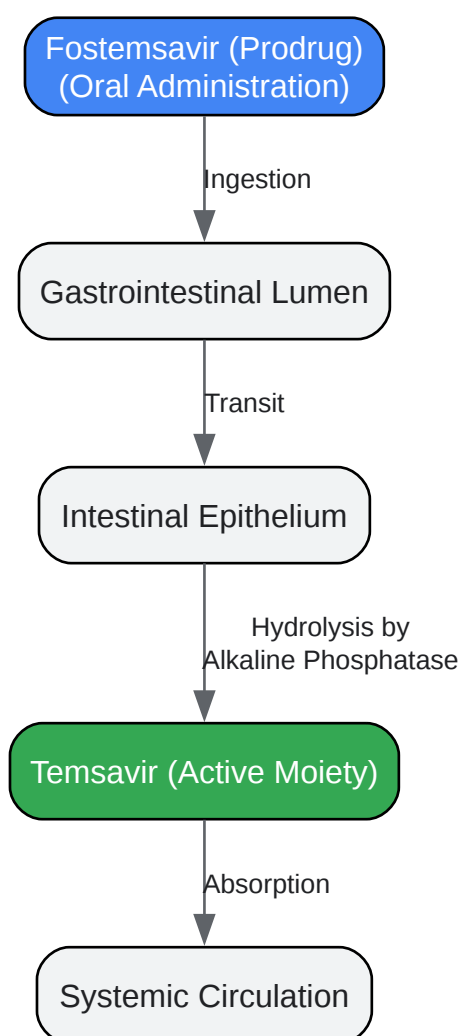 Fostemsavir (Prodrug)
(Oral Administration)
Ingestion
Gastrointestinal Lumen
Transit
Intestinal Epithelium
Hydrolysis by
Alkaline Phosphatase
Temsavir (Active Moiety)
Absorption
Systemic Circulation